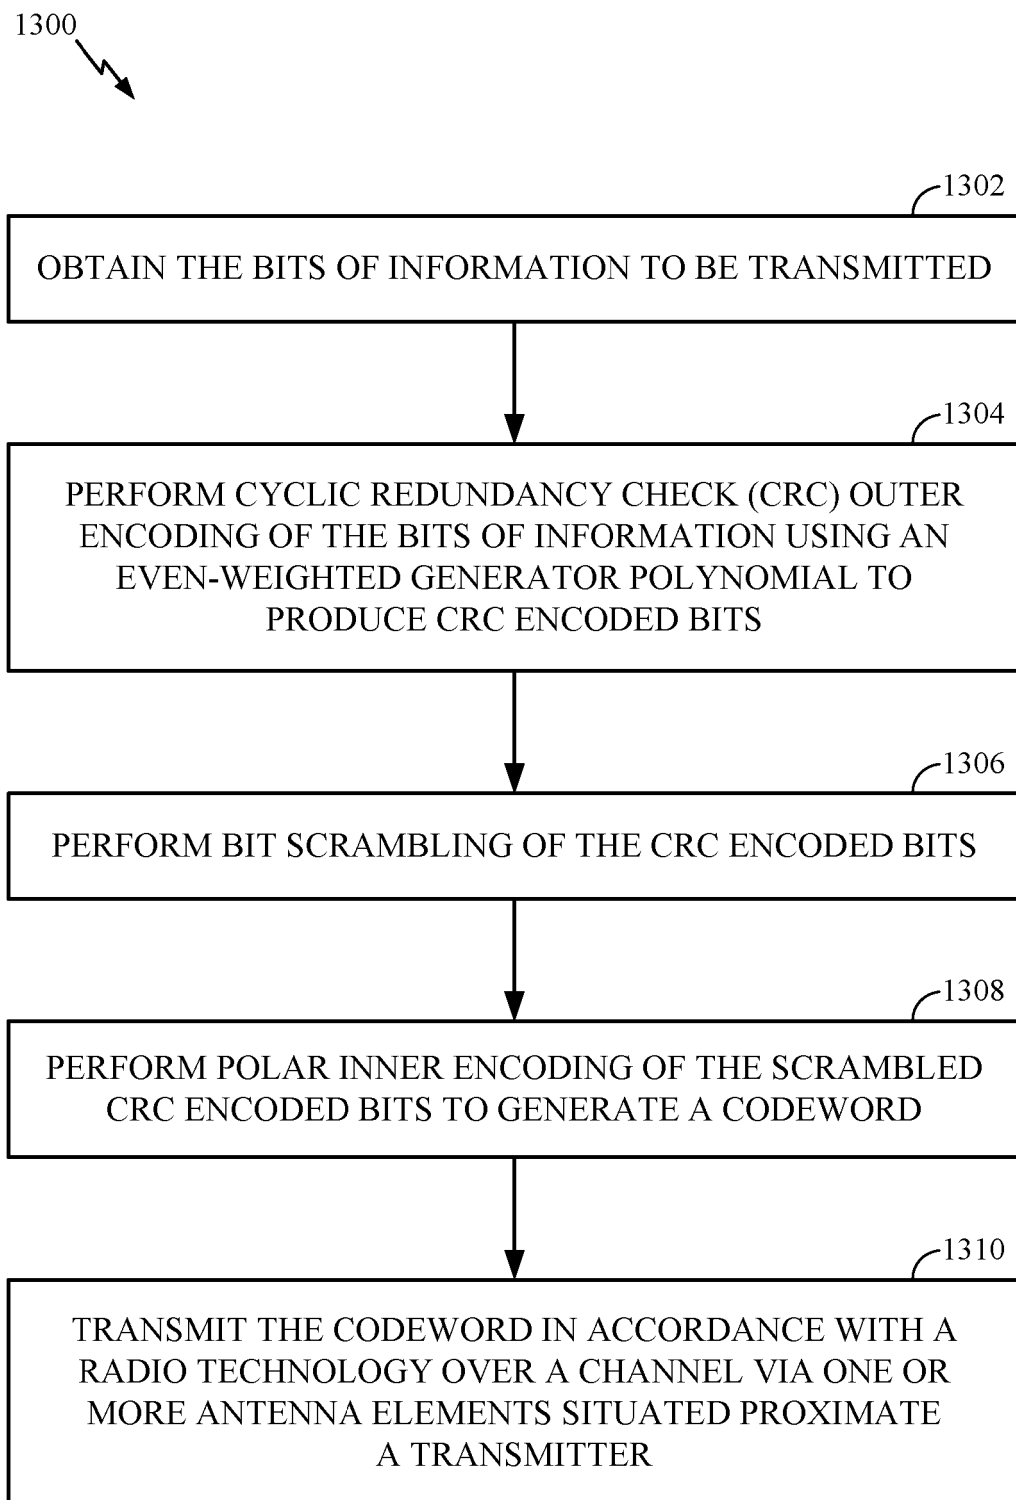 1300
1302
OBTAIN THE BITS OF INFORMATION TO BE TRANSMITTED
1304
PERFORM CYCLIC REDUNDANCY CHECK (CRC) OUTER
ENCODING OF THE BITS OF INFORMATION USING AN
EVEN-WEIGHTED GENERATOR POLYNOMIAL TO
PRODUCE CRC ENCODED BITS
1306
PERFORM BIT SCRAMBLING OF THE CRC ENCODED BITS
1308
PERFORM POLAR INNER ENCODING OF THE SCRAMBLED
CRC ENCODED BITS TO GENERATE A CODEWORD
1310
TRANSMIT THE CODEWORD IN ACCORDANCE WITH A
RADIO TECHNOLOGY OVER A CHANNEL VIA ONE OR
MORE ANTENNA ELEMENTS SITUATED PROXIMATE
A TRANSMITTER